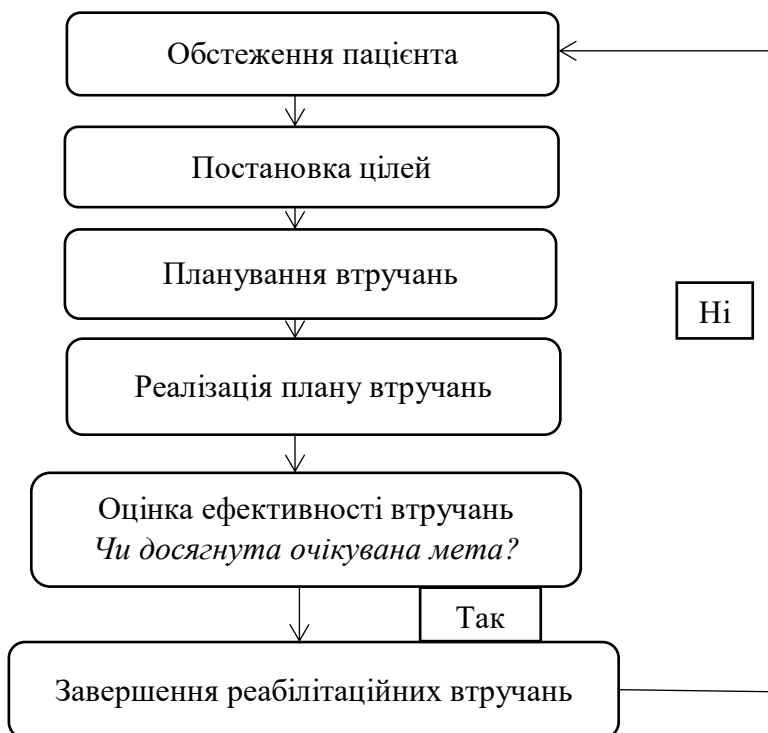 Обстеження пацієнта
Постановка цілей
Планування втручань
Ні
Реалізація плану втручань
Оцінка ефективності втручань
Чи досягнута очікувана мета?
Так
Завершення реабілітаційних втручань